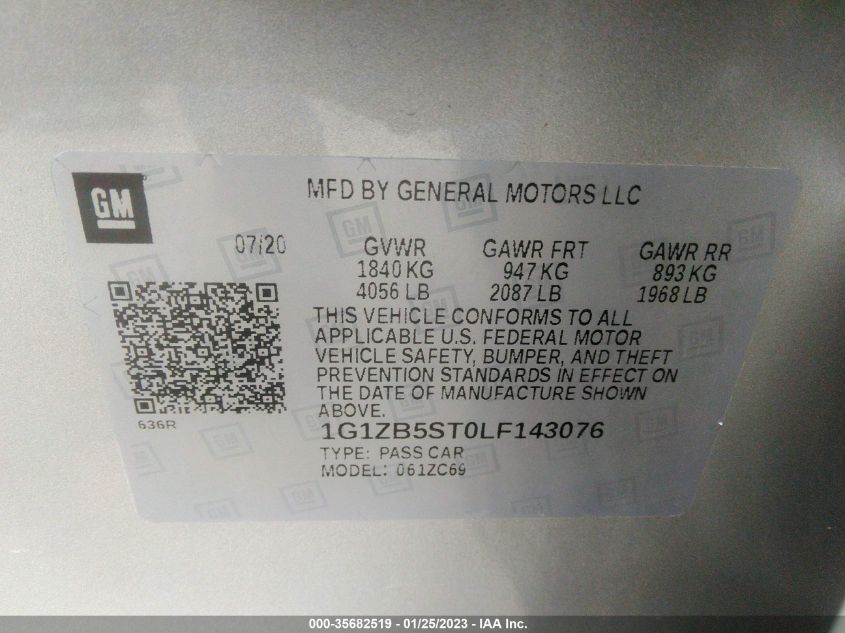 GM
MFD BY GENERAL MOTORS LLC
07/20 GVWR GAWR FRT GAWR RR
1840 KG 947 KG 893 KG
4056 LB 2087 LB 1968 LB
THIS VEHICLE CONFORMS TO ALL
APPLICABLE U.S. FEDERAL MOTOR
VEHICLE SAFETY, BUMPER, AND THEFT
PREVENTION STANDARDS IN EFFECT ON
THE DATE OF MANUFACTURE SHOWN
ABOVE.
636R
1G1ZB5ST0LF143076
TYPE: PASS CAR
MODEL: 061ZC69
000-35682519 - 01/25/2023 - IAA Inc.